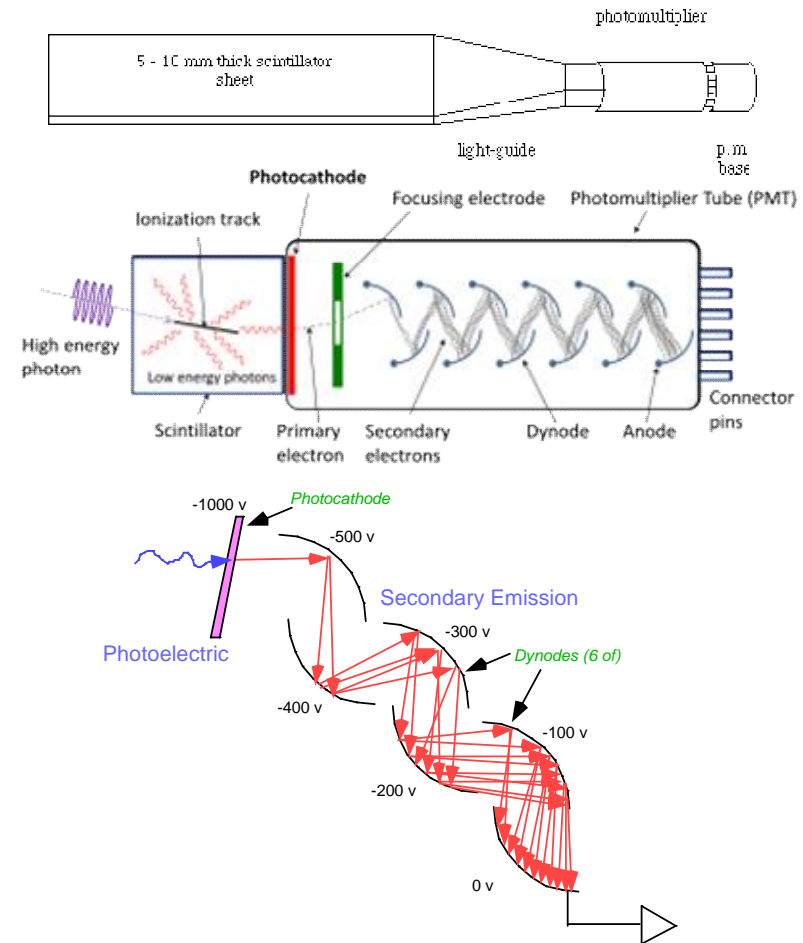 photomultiplier
5 - 10 mm thick scintillator
sheet
light-guide
p.m
base
Photocathode
Ionization track
Focusing electrode
Photomultiplier Tube (PMT)
High energy
photon
Low energy photons
Scintillator
Primary
electron
Secondary
electrons
Dynode
Anode
Connector
pins
-1000 v
Photocathode
-500 v
Secondary Emission
-300 v
Photoelectric
Dynodes (6 of)
-400 v
-100 v
-200 v
0 v